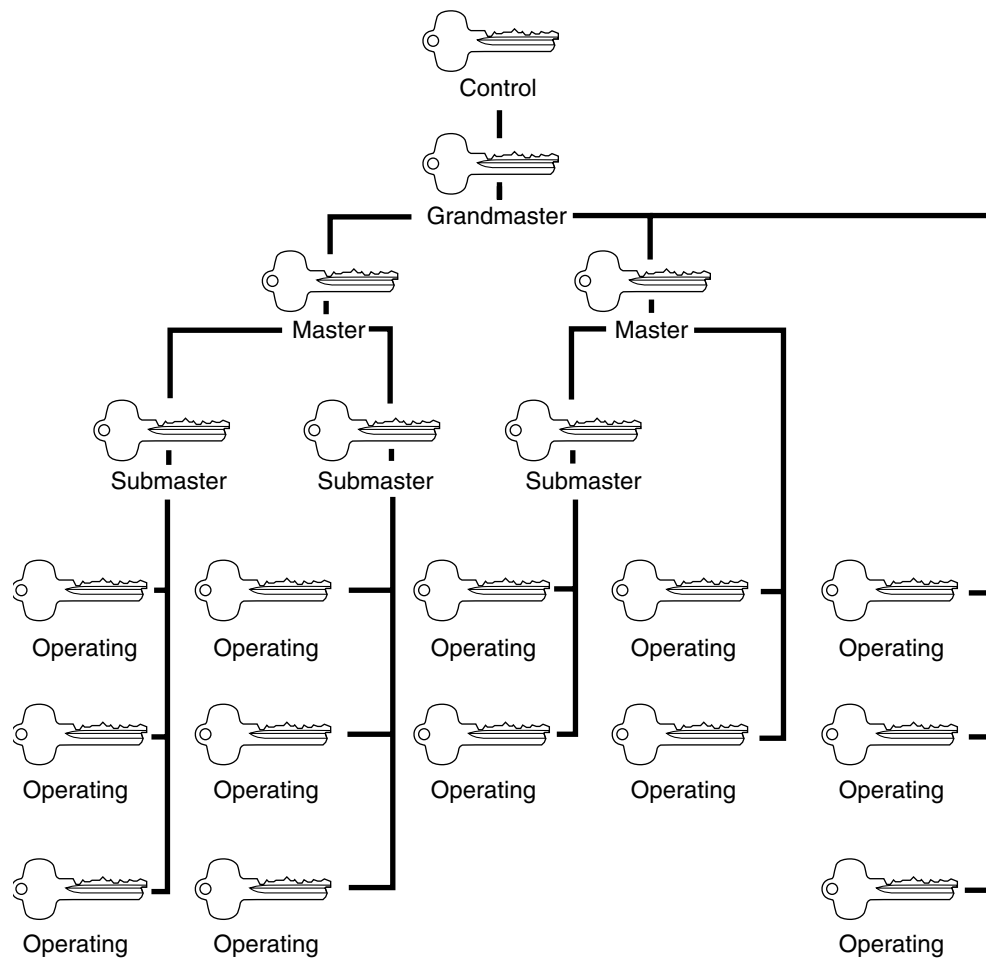 Control
Grandmaster
Master Master
Submaster Submaster Submaster
Operating Operating Operating Operating Operating
Operating Operating Operating Operating Operating
Operating Operating Operating